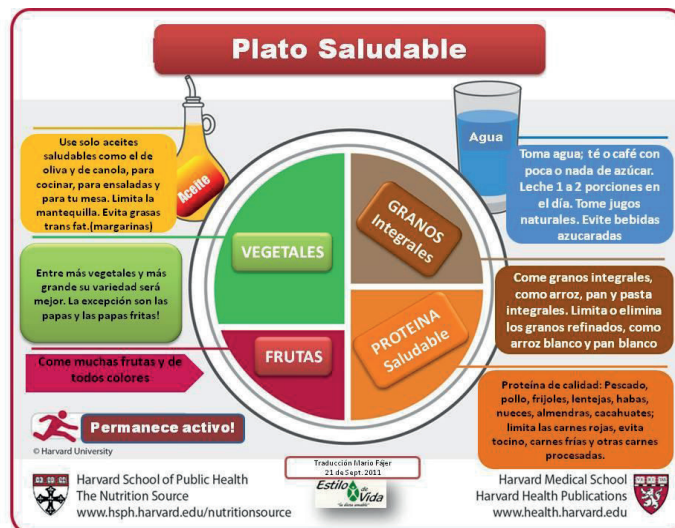 Plato Saludable
Use solo aceites
saludables como el de
oliva y de canola, para
cocinar, para ensaladas y
para tu mesa. Limita la
mantequilla. Evita grasas
trans fat.(margarinas)
Aceite
Agua
Toma agua; té o café con
poca o nada de azúcar.
Leche 1 a 2 porciones en
el día. Tome jugos
naturales. Evite bebidas
azucaradas
VEGETALES
GRANOS
Integrales
Entre más vegetales y más
grande su variedad será
mejor. La excepción son las
papas y las papas fritas!
Come granos integrales,
como arroz, pan y pasta
integrales. Limita o elimina
los granos refinados, como
arroz blanco y pan blanco
FRUTAS
PROTEINA
Saludable
Come muchas frutas y de
todos colores
Proteína de calidad: Pescado,
pollo, fríjoles, lentejas, habas,
nueces, almendras, cacahuates;
limita las carnes rojas, evita
tocino, carnes frías y otras carnes
procesadas.
Permanece activo!
© Harvard University
Traducción Mario Fájer
21 de Sept. 2011
Estilo de
Vida
Harvard School of Public Health
The Nutrition Source
www.hsph.harvard.edu/nutritionsource
Harvard Medical School
Harvard Health Publications
www.health.harvard.edu